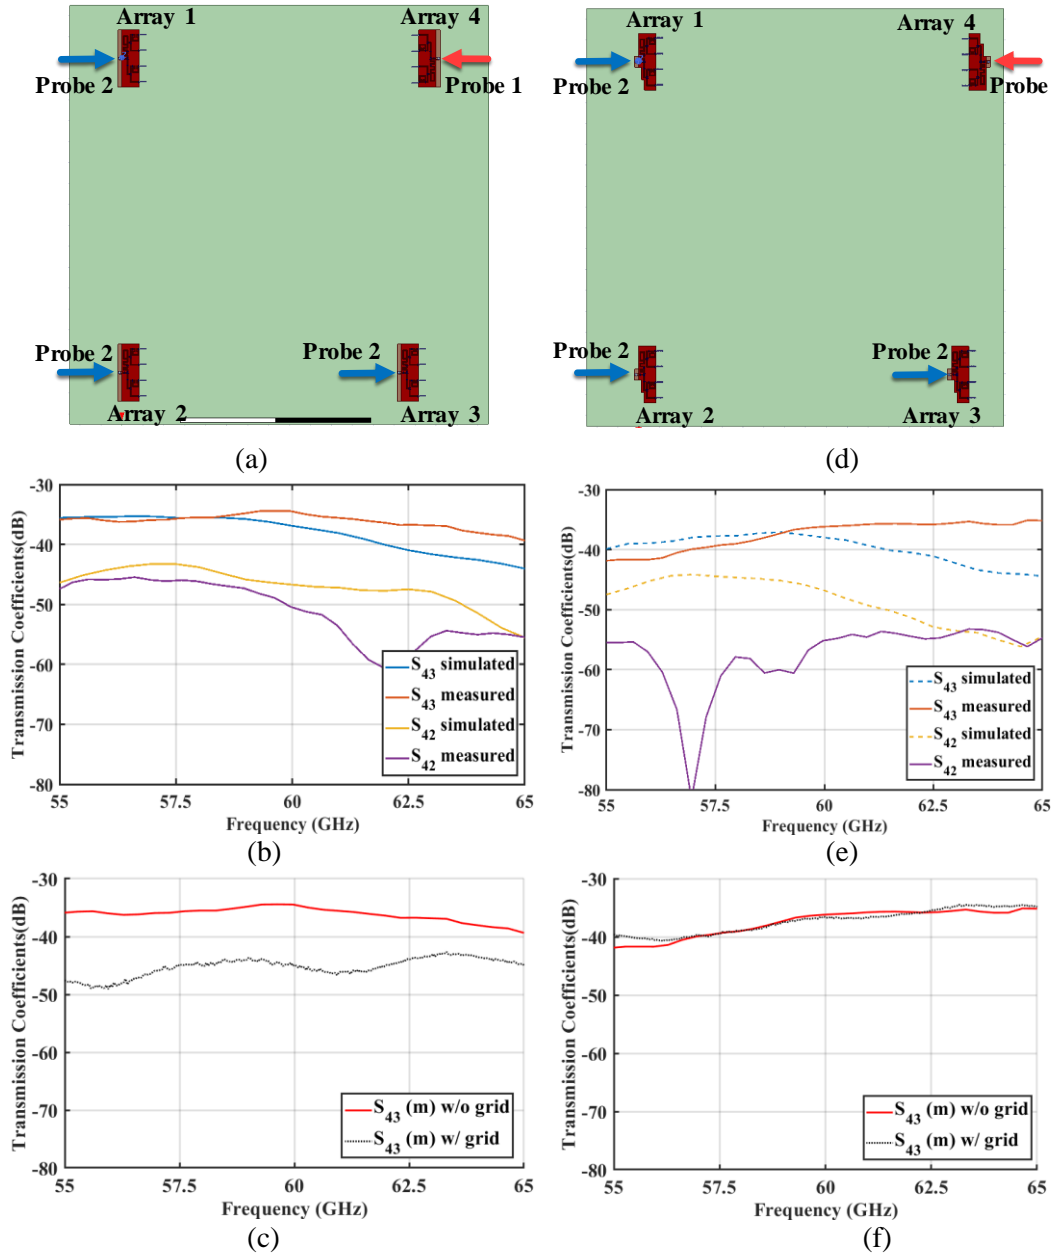 Array 1
Array 4
Probe 2
Probe 1
Probe 2
Probe 2
Array 2
Array 3
(a)
Array 1
Array 4
Probe 2
Probe
Probe 2
Probe 2
Array 2
Array 3
(d)
-30
-40
-50
-60
-70
-80
55
57.5
60
62.5
65
Transmission Coefficients(dB)
Frequency (GHz)
S43 simulated
S43 measured
S42 simulated
S42 measured
(b)
-30
-40
-50
-60
-70
-80
55
57.5
60
62.5
65
Transmission Coefficients(dB)
Frequency (GHz)
S43 simulated
S43 measured
S42 simulated
S42 measured
(e)
-30
-40
-50
-60
-70
-80
55
57.5
60
62.5
65
Transmission Coefficients(dB)
Frequency (GHz)
S43 (m) w/o grid
S43 (m) w/ grid
(c)
-30
-40
-50
-60
-70
-80
55
57.5
60
62.5
65
Transmission Coefficients(dB)
Frequency (GHz)
S43 (m) w/o grid
S43 (m) w/ grid
(f)